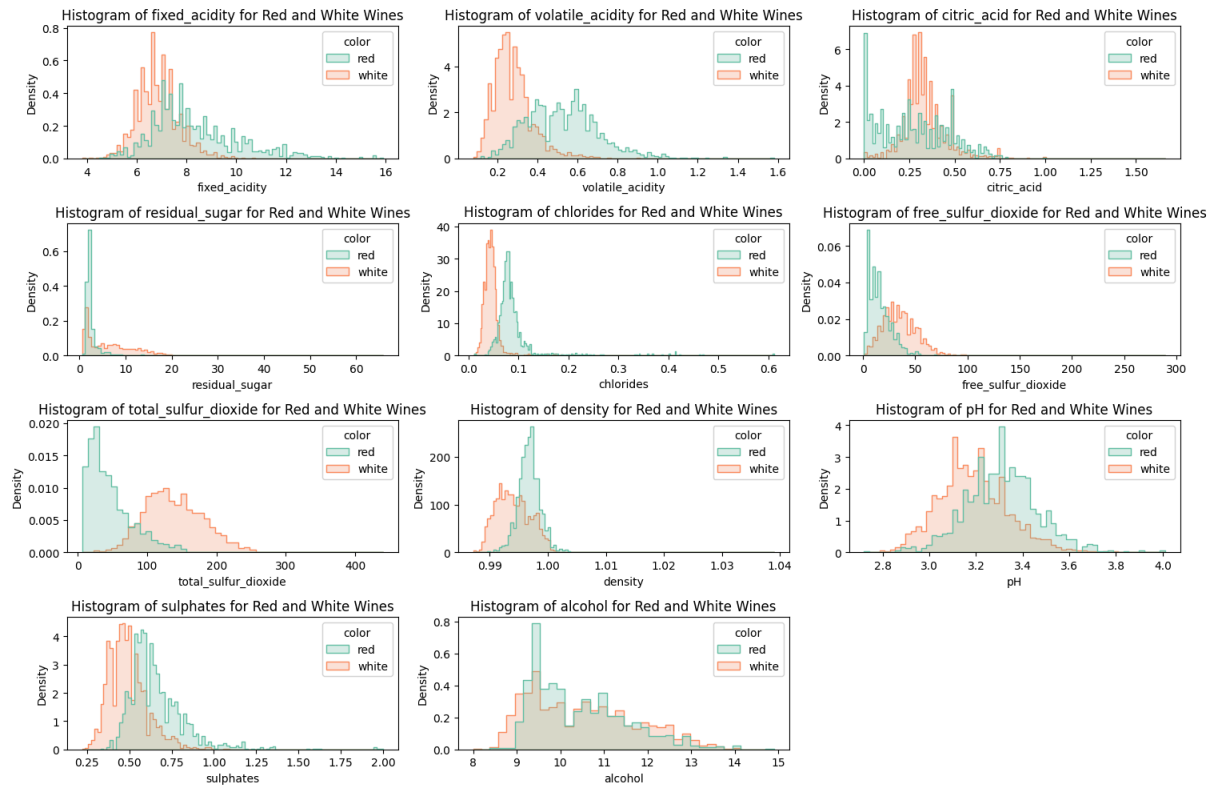 Histogram of fixed_acidity for Red and White Wines
0.8
0.6
0.4
0.2
0.0
Density
color
red
white
4 6 8 10 12 14 16
fixed_acidity
Histogram of volatile_acidity for Red and White Wines
4
2
0
Density
color
red
white
0.2 0.4 0.6 0.8 1.0 1.2 1.4 1.6
volatile_acidity
Histogram of citric_acid for Red and White Wines
6
4
2
0
Density
color
red
white
0.00 0.25 0.50 0.75 1.00 1.25 1.50
citric_acid
Histogram of residual_sugar for Red and White Wines
0.6
0.4
0.2
0.0
Density
color
red
white
0 10 20 30 40 50 60
residual_sugar
Histogram of chlorides for Red and White Wines
40
30
20
10
0
Density
color
red
white
0.0 0.1 0.2 0.3 0.4 0.5 0.6
chlorides
Histogram of free_sulfur_dioxide for Red and White Wines
0.06
0.04
0.02
0.00
Density
color
red
white
0 50 100 150 200 250 300
free_sulfur_dioxide
Histogram of total_sulfur_dioxide for Red and White Wines
0.020
0.015
0.010
0.005
0.000
Density
color
red
white
0 100 200 300 400
total_sulfur_dioxide
Histogram of density for Red and White Wines
200
100
0
Density
color
red
white
0.99 1.00 1.01 1.02 1.03 1.04
density
Histogram of pH for Red and White Wines
4
3
2
1
0
Density
color
red
white
2.8 3.0 3.2 3.4 3.6 3.8 4.0
pH
Histogram of sulphates for Red and White Wines
4
3
2
1
0
Density
color
red
white
0.25 0.50 0.75 1.00 1.25 1.50 1.75 2.00
sulphates
Histogram of alcohol for Red and White Wines
0.8
0.6
0.4
0.2
0.0
Density
color
red
white
8 9 10 11 12 13 14 15
alcohol